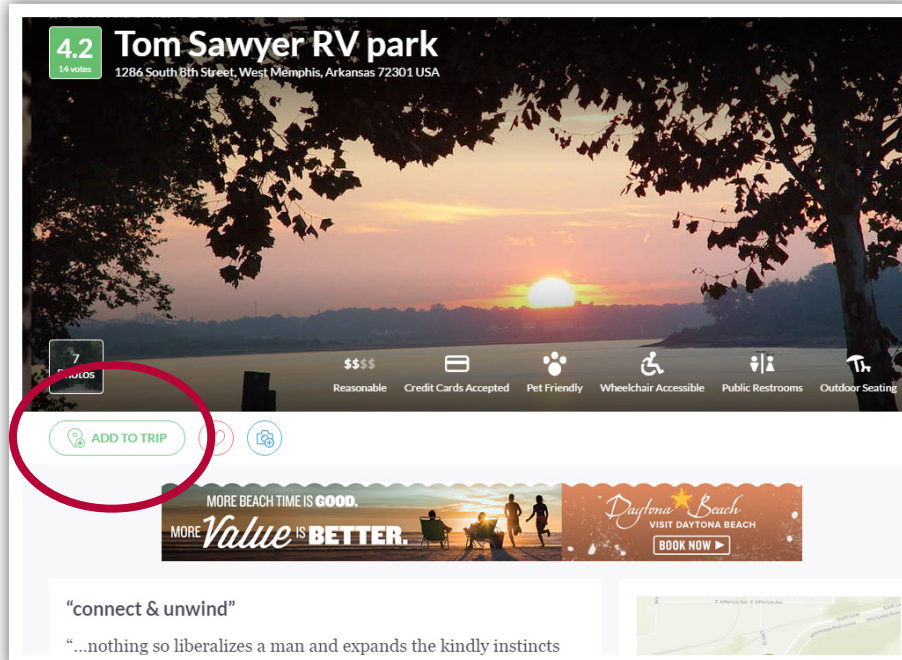 4.2
14 votes
Tom Sawyer RV park
1286 South 8th Street, West Memphis, Arkansas 72301 USA
7
Photos
$$$$
Reasonable
Credit Cards Accepted
Pet Friendly
Wheelchair Accessible
Public Restrooms
Outdoor Seating
ADD TO TRIP
MORE BEACH TIME IS GOOD.
MORE Value IS BETTER.
Daytona Beach
VISIT DAYTONA BEACH
BOOK NOW
“connect & unwind”
“...nothing so liberalizes a man and expands the kindly instincts